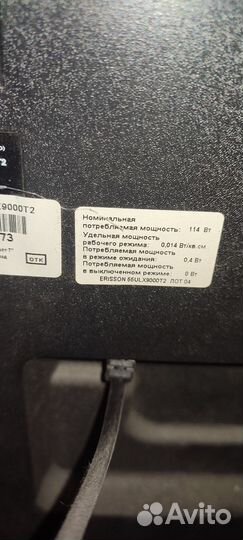 Т2
X9000T2
73
ОТК
Номинальная
потребляемая мощность: 114 Вт
Удельная мощность
рабочего режима: 0,014 Вт/кв.см
Потребляемая мощность
в режиме ожидания: 0,4 Вт
Потребляемая мощность
в выключенном режиме: 0 Вт
ERISSON 55ULX9000T2 ЛОТ 04
Avito